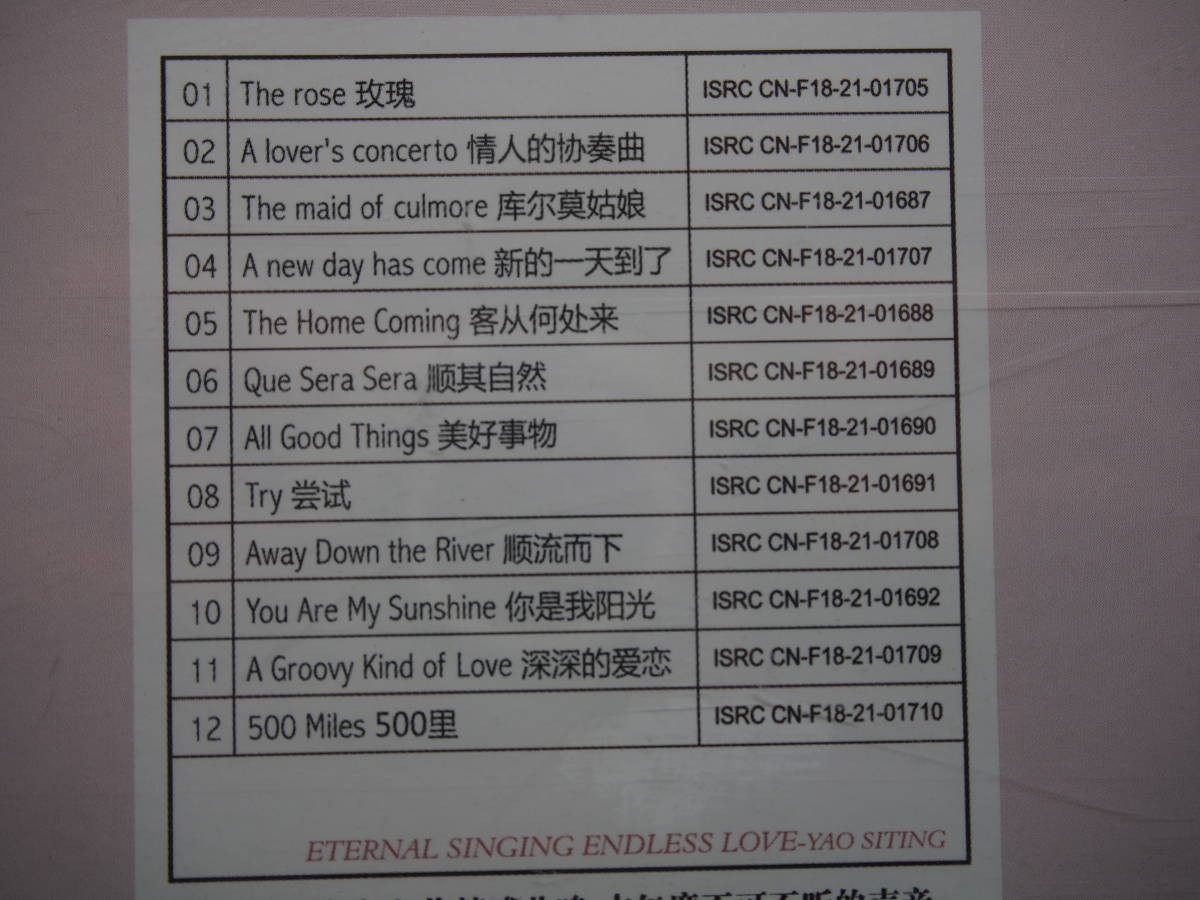 01 The rose 玫瑰 ISRC CN-F18-21-01705
02 A lover's concerto 情人的协奏曲 ISRC CN-F18-21-01706
03 The maid of culmore 库尔莫姑娘 ISRC CN-F18-21-01687
04 A new day has come 新的一天到了 ISRC CN-F18-21-01707
05 The Home Coming 客从何处来 ISRC CN-F18-21-01688
06 Que Sera Sera 顺其自然 ISRC CN-F18-21-01689
07 All Good Things 美好事物 ISRC CN-F18-21-01690
08 Try 尝试 ISRC CN-F18-21-01691
09 Away Down the River 顺流而下 ISRC CN-F18-21-01708
10 You Are My Sunshine 你是我阳光 ISRC CN-F18-21-01692
11 A Groovy Kind of Love 深深的爱恋 ISRC CN-F18-21-01709
12 500 Miles 500里 ISRC CN-F18-21-01710
ETERNAL SINGING ENDLESS LOVE-YAO SITING